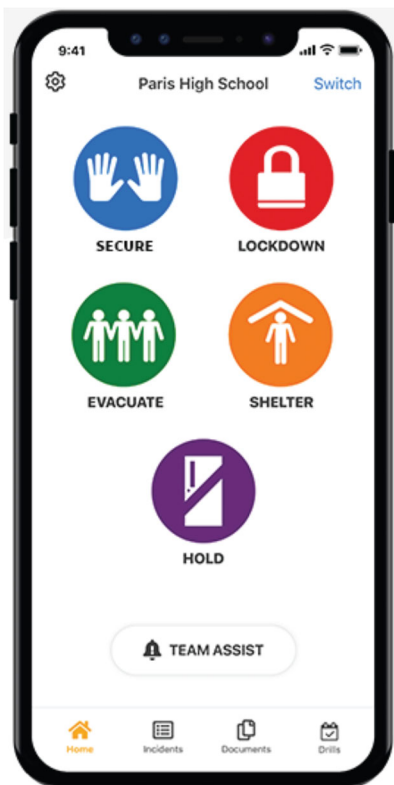 9:41
Paris High School Switch
SECURE LOCKDOWN
EVACUATE SHELTER
HOLD
TEAM ASSIST
Home Incidents Documents Drills